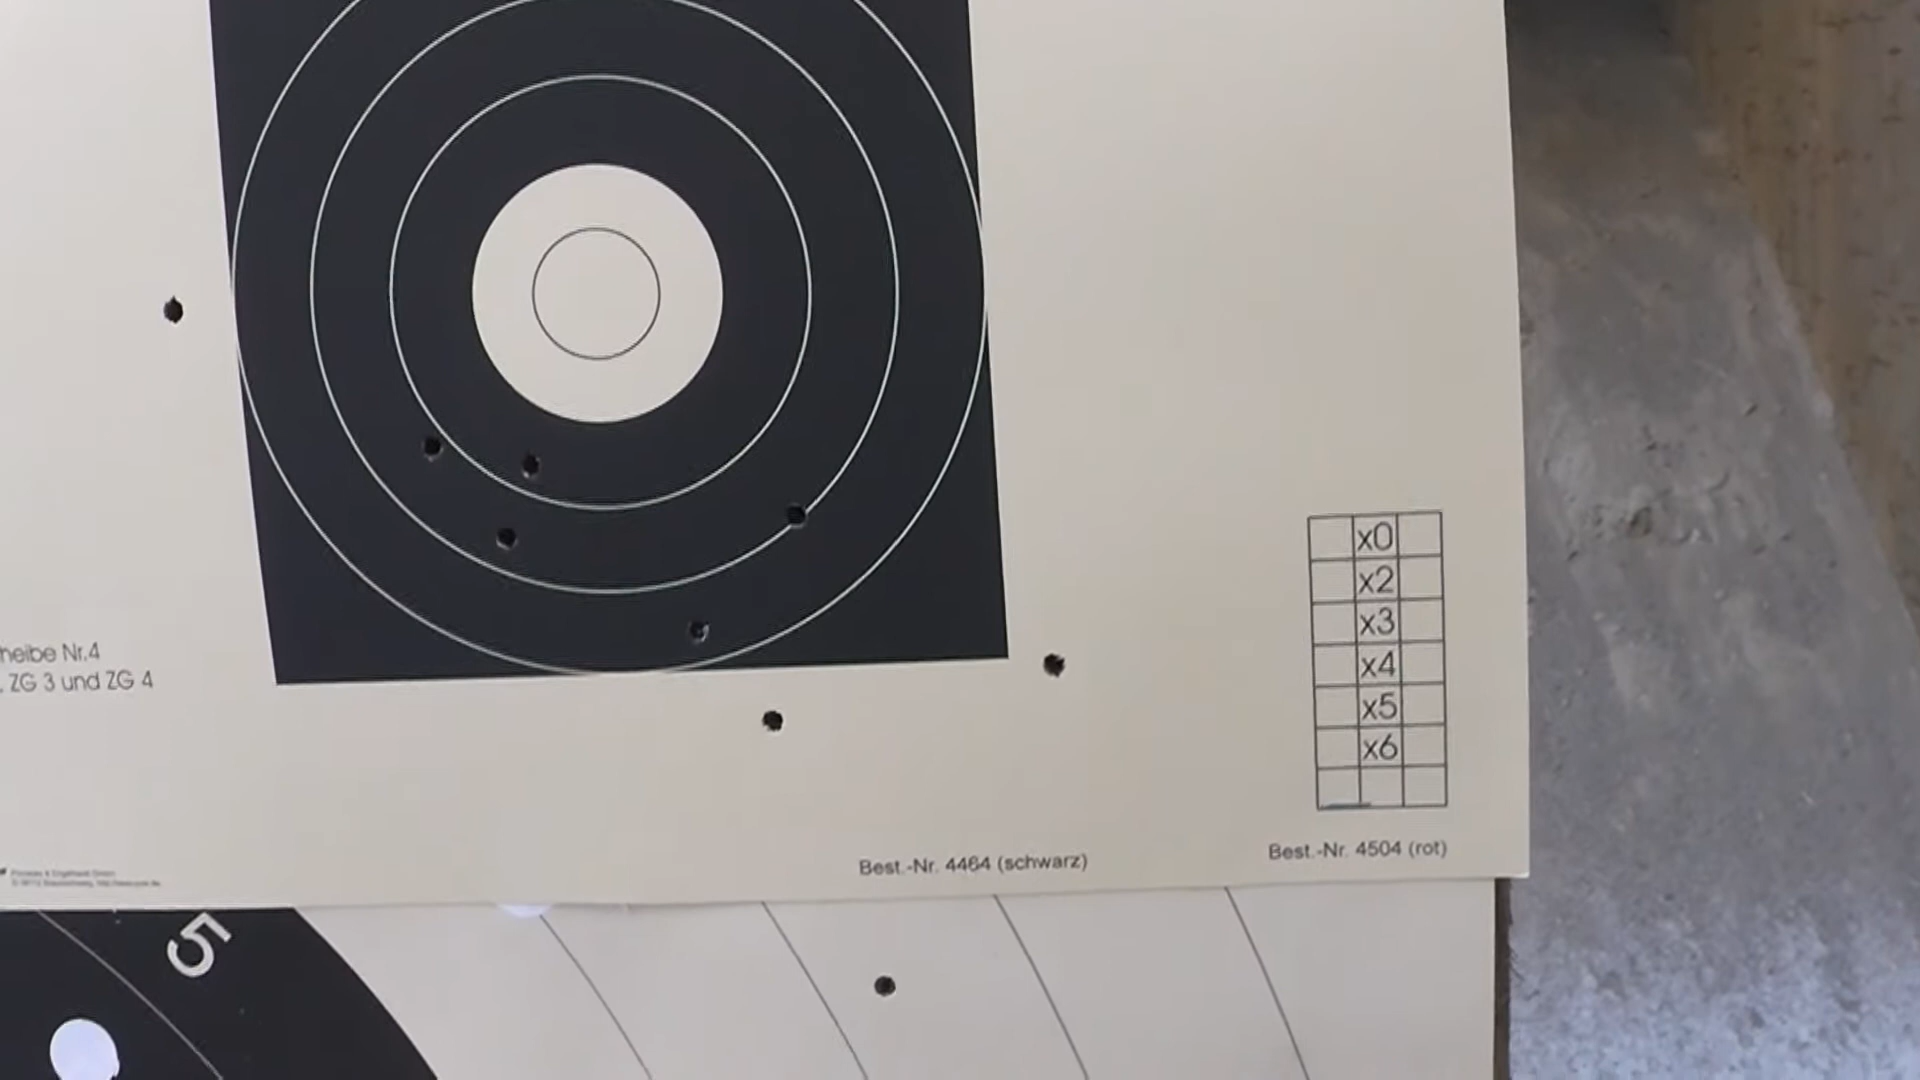 x0
x2
x3
x4
x5
x6
heibe Nr.4
ZG 3 und ZG 4
Best.-Nr. 4464 (schwarz)
Best.-Nr. 4504 (rot)
5